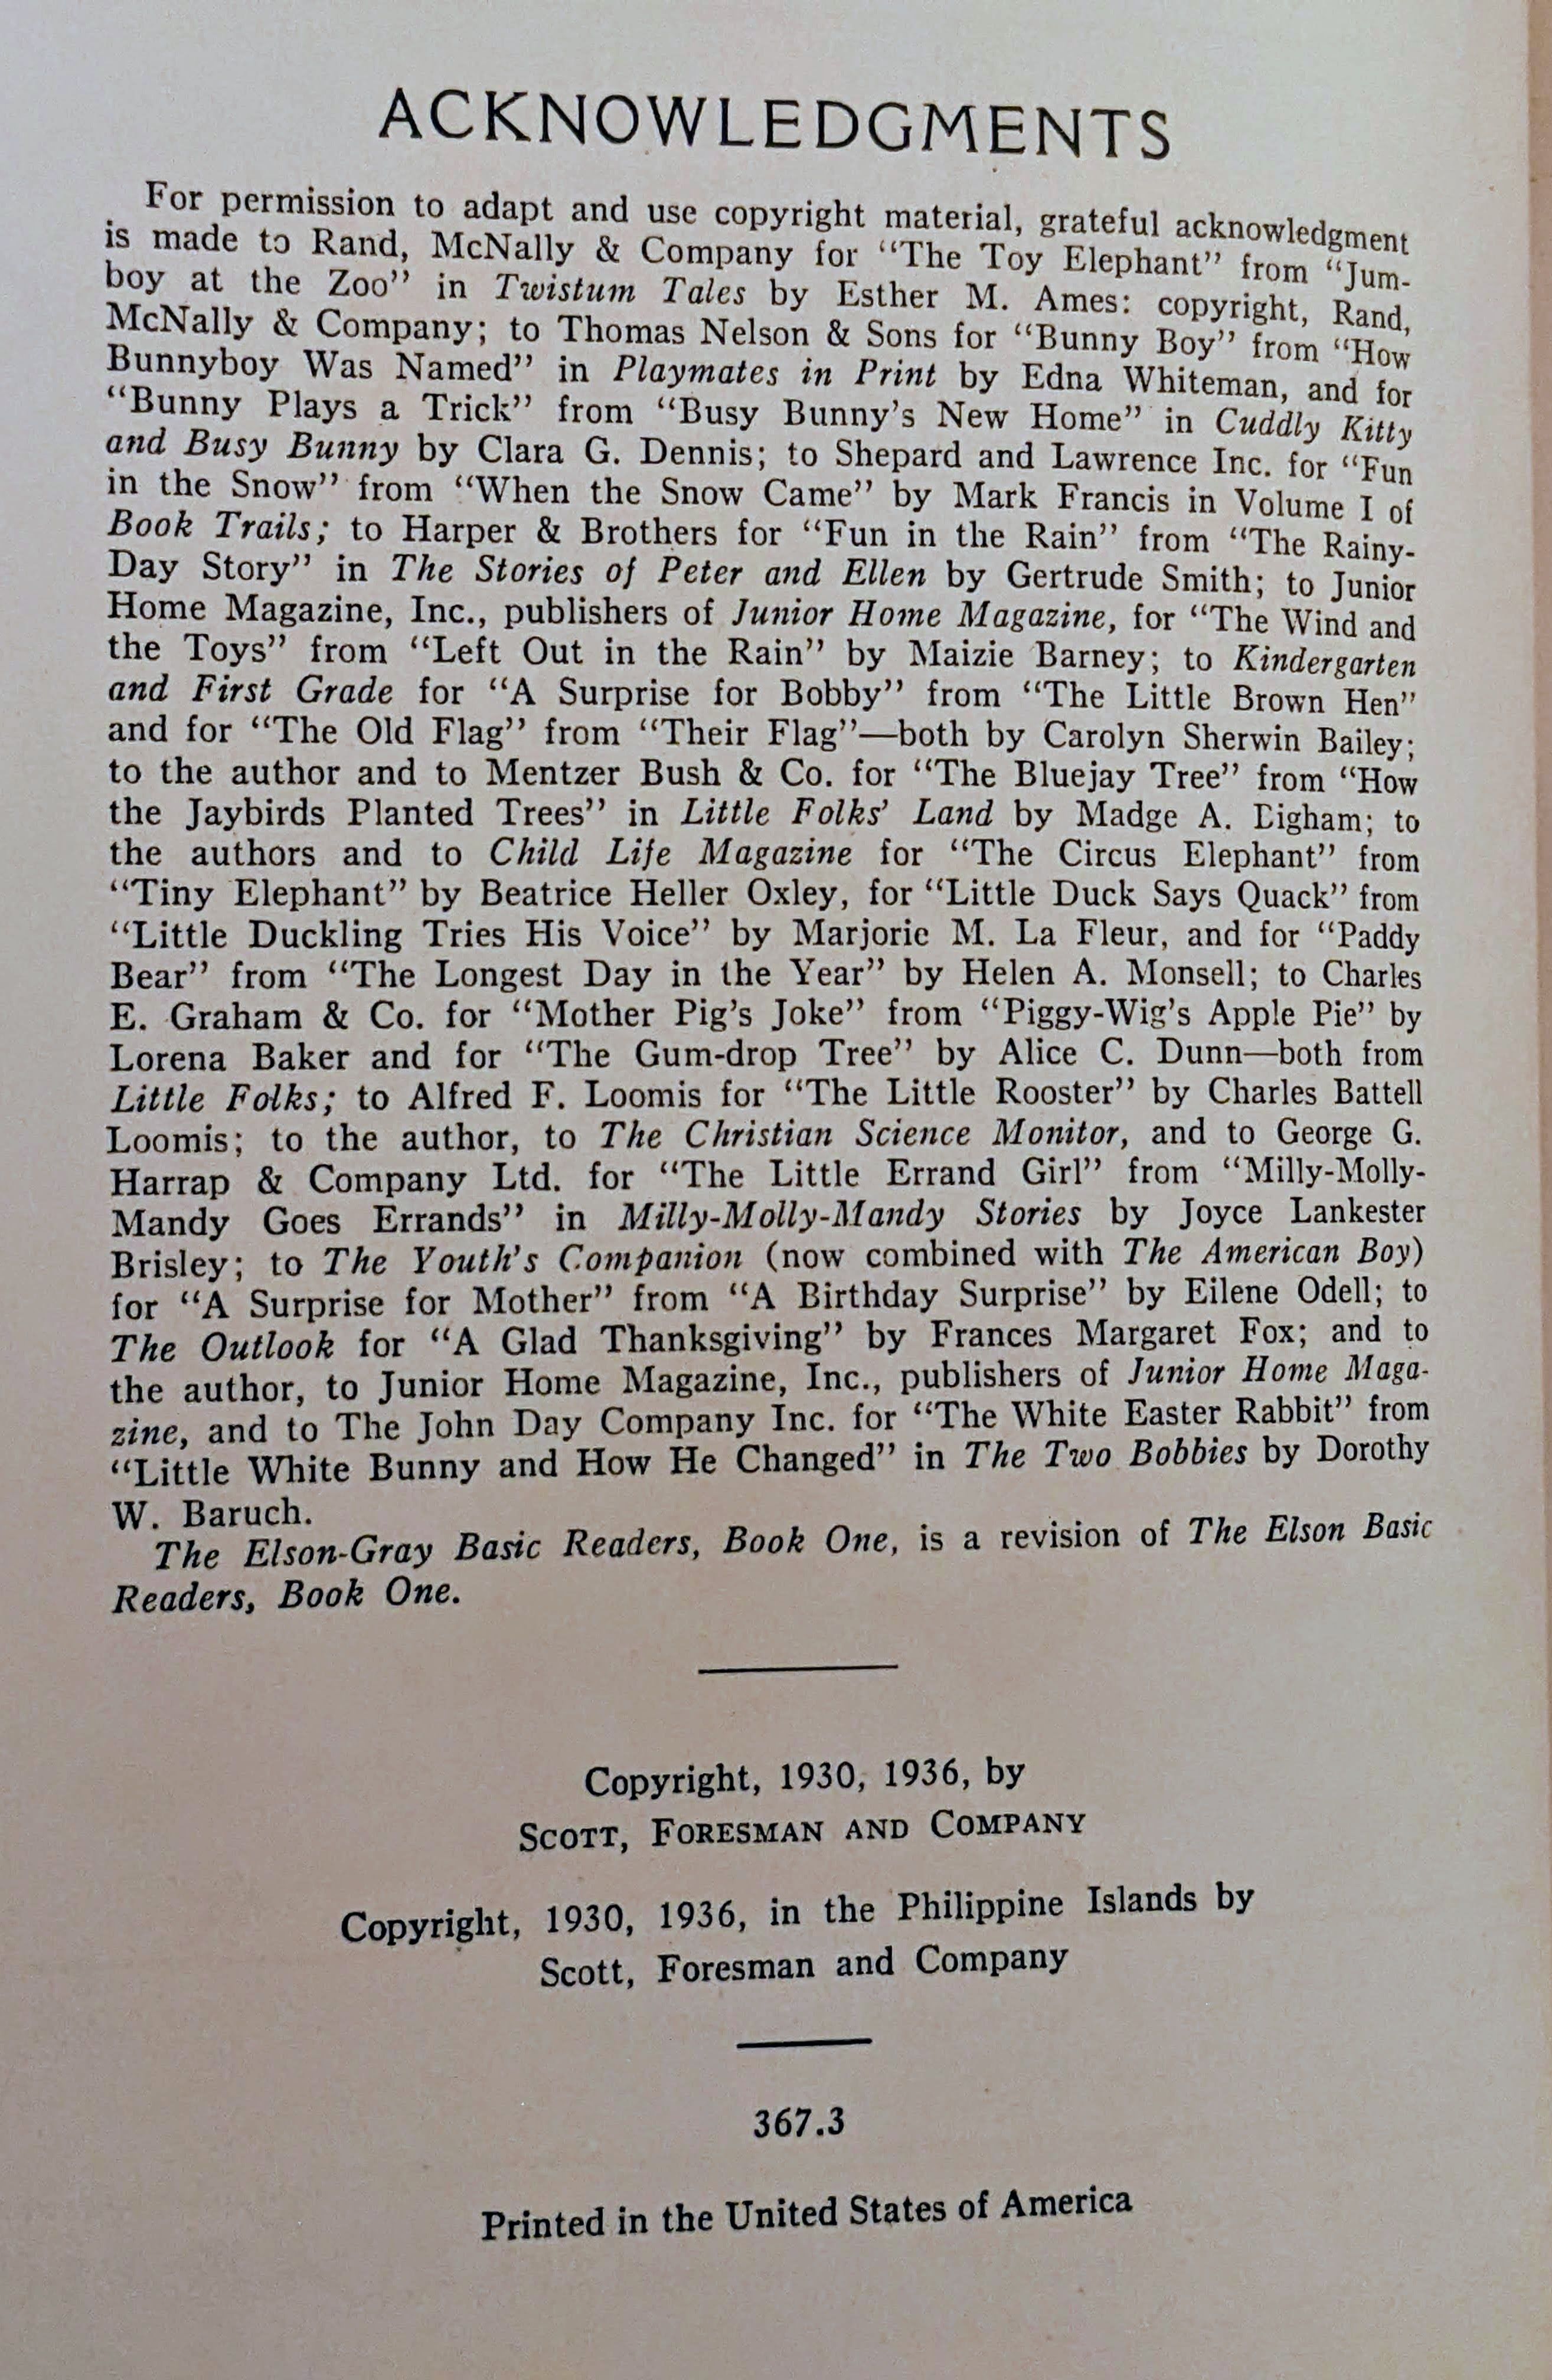 ACKNOWLEDGMENTS
For permission to adapt and use copyright material, grateful acknowledgment
is made to Rand, McNally & Company for “The Toy Elephant” from “Jum-
boy at the Zoo” in Twistum Tales by Esther M. Ames: copyright, Rand,
McNally & Company; to Thomas Nelson & Sons for “Bunny Boy” from “How
Bunnyboy Was Named” in Playmates in Print by Edna Whiteman, and for
“Bunny Plays a Trick” from “Busy Bunny’s New Home” in Cuddly Kitty
and Busy Bunny by Clara G. Dennis; to Shepard and Lawrence Inc. for “Fun
in the Snow” from “When the Snow Came” by Mark Francis in Volume I of
Book Trails; to Harper & Brothers for “Fun in the Rain” from “The Rainy-
Day Story” in The Stories of Peter and Ellen by Gertrude Smith; to Junior
Home Magazine, Inc., publishers of Junior Home Magazine, for “The Wind and
the Toys” from “Left Out in the Rain” by Maizie Barney; to Kindergarten
and First Grade for “A Surprise for Bobby” from “The Little Brown Hen”
and for “The Old Flag” from “Their Flag”—both by Carolyn Sherwin Bailey;
to the author and to Mentzer Bush & Co. for “The Bluejay Tree” from “How
the Jaybirds Planted Trees” in Little Folks’ Land by Madge A. Bigham; to
the authors and to Child Life Magazine for “The Circus Elephant” from
“Tiny Elephant” by Beatrice Heller Oxley, for “Little Duck Says Quack” from
“Little Duckling Tries His Voice” by Marjorie M. La Fleur, and for “Paddy
Bear” from “The Longest Day in the Year” by Helen A. Monsell; to Charles
E. Graham & Co. for “Mother Pig’s Joke” from “Piggy-Wig’s Apple Pie” by
Lorena Baker and for “The Gum-drop Tree” by Alice C. Dunn—both from
Little Folks; to Alfred F. Loomis for “The Little Rooster” by Charles Battell
Loomis; to the author, to The Christian Science Monitor, and to George G.
Harrap & Company Ltd. for “The Little Errand Girl” from “Milly-Molly-
Mandy Goes Errands” in Milly-Molly-Mandy Stories by Joyce Lankester
Brisley; to The Youth’s Companion (now combined with The American Boy)
for “A Surprise for Mother” from “A Birthday Surprise” by Eilene Odell; to
The Outlook for “A Glad Thanksgiving” by Frances Margaret Fox; and to
the author, to Junior Home Magazine, Inc., publishers of Junior Home Maga-
zine, and to The John Day Company Inc. for “The White Easter Rabbit” from
“Little White Bunny and How He Changed” in The Two Bobbies by Dorothy
W. Baruch.
The Elson-Gray Basic Readers, Book One, is a revision of The Elson Basic
Readers, Book One.
Copyright, 1930, 1936, by
SCOTT, FORESMAN AND COMPANY
Copyright, 1930, 1936, in the Philippine Islands by
Scott, Foresman and Company
367.3
Printed in the United States of America